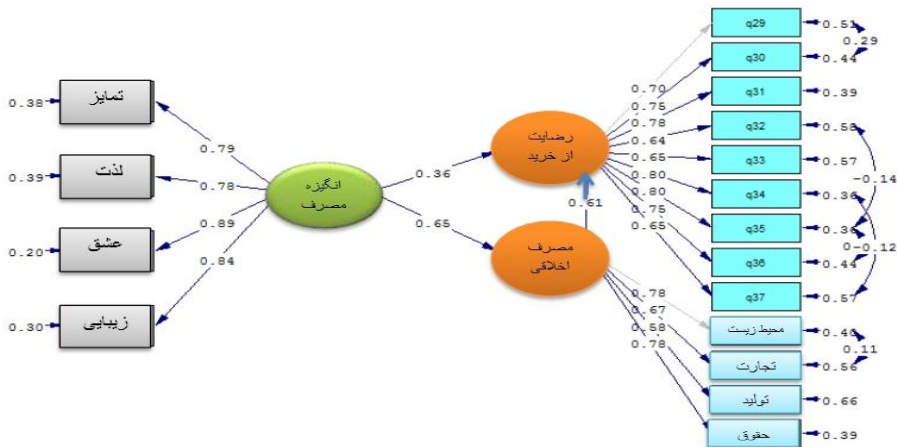 0.38
تمایز
0.39
لذت
0.20
عشق
0.30
زیبایی
0.79
0.78
0.89
0.84
انگیزه
مصرف
0.36
0.65
رضایت
از خرید
0.61
مصرف
اخلاقی
0.70
0.75
0.78
0.64
0.65
0.80
0.80
0.75
0.65
0.78
0.67
0.58
0.78
q29
0.51
0.29
q30
0.44
q31
0.39
q32
0.58
q33
0.57
q34
0.36
-0.14
q35
0.36
-0.12
q36
0.44
q37
0.57
محیط زیست
0.40
0.11
تجارت
0.56
تولید
0.66
حقوق
0.39